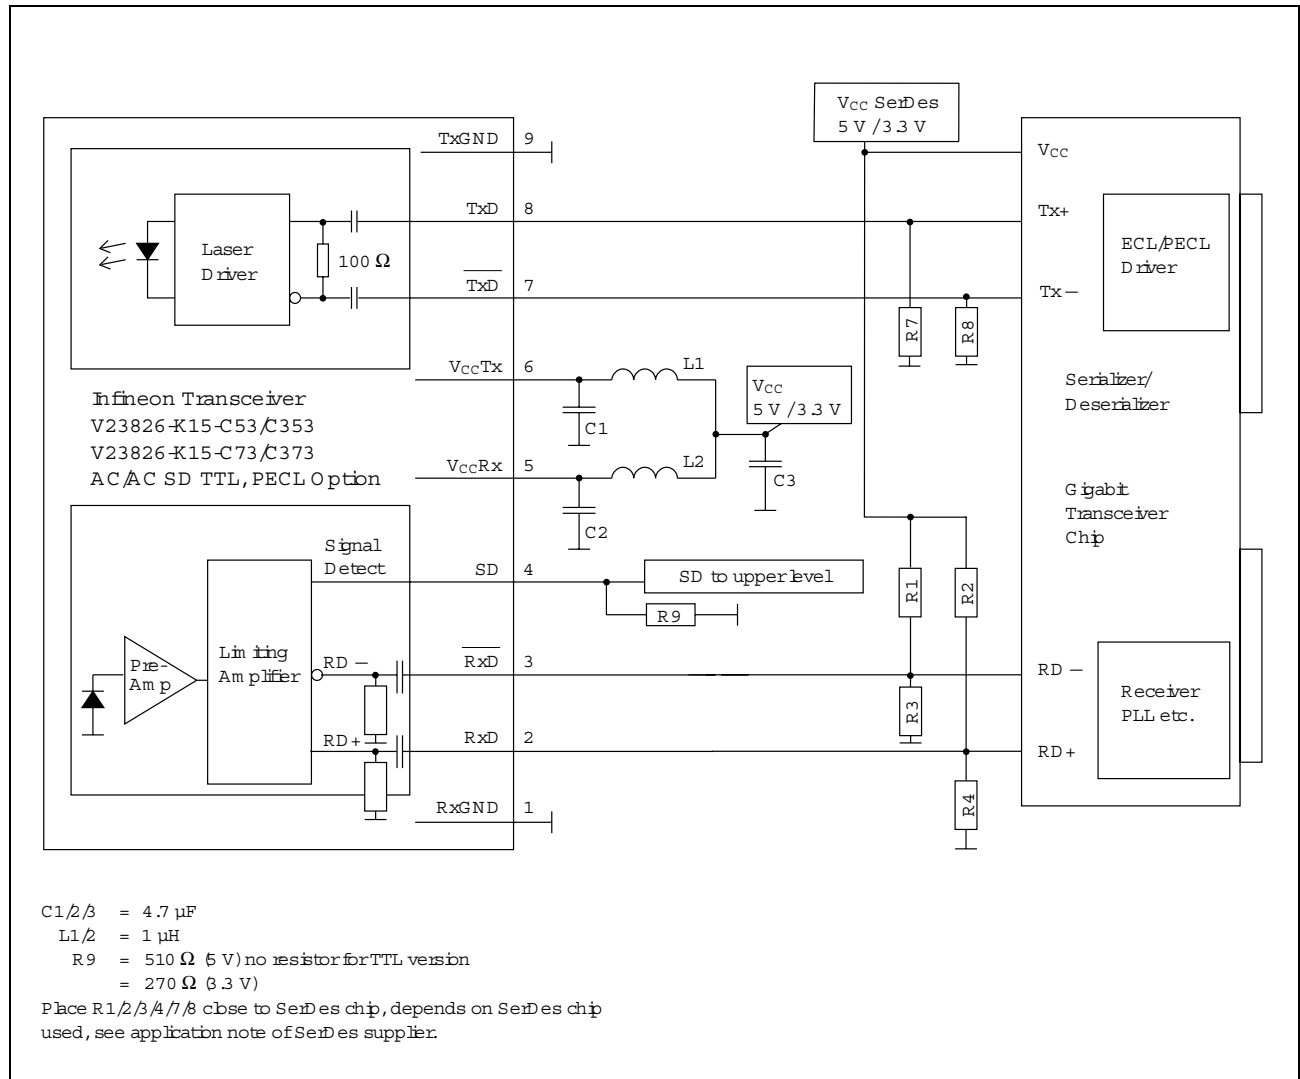 VCC SerDes
5 V / 3.3 V
TxGND 9
VCC
TxD 8
Tx+
Laser
Driver
100 Ω
ECL/PECL
Driver
TxD 7
Tx−
R7
R8
VCCTx 6
L1
VCC
5 V / 3.3 V
C1
Serializer/
Deserializer
Infineon Transceiver
V23826-K15-C53/C353
V23826-K15-C73/C373
AC/AC SD TTL, PECL Option
VCCRx 5
L2
C3
C2
Gigabit
Transceiver
Chip
Signal
Detect
SD 4
SD to upper level
R9
R1
R2
Pre-
Amp
Limiting
Amplifier
RD−
RxD 3
RD−
R3
Receiver
PLL etc.
RD+
RxD 2
RD+
R4
RxGND 1
C1/2/3 = 4.7 µF
L1/2 = 1 µH
R9 = 510 Ω (5 V) no resistor for TTL version
= 270 Ω (3.3 V)
Place R1/2/3/4/7/8 close to SerDes chip, depends on SerDes chip
used, see application note of SerDes supplier.